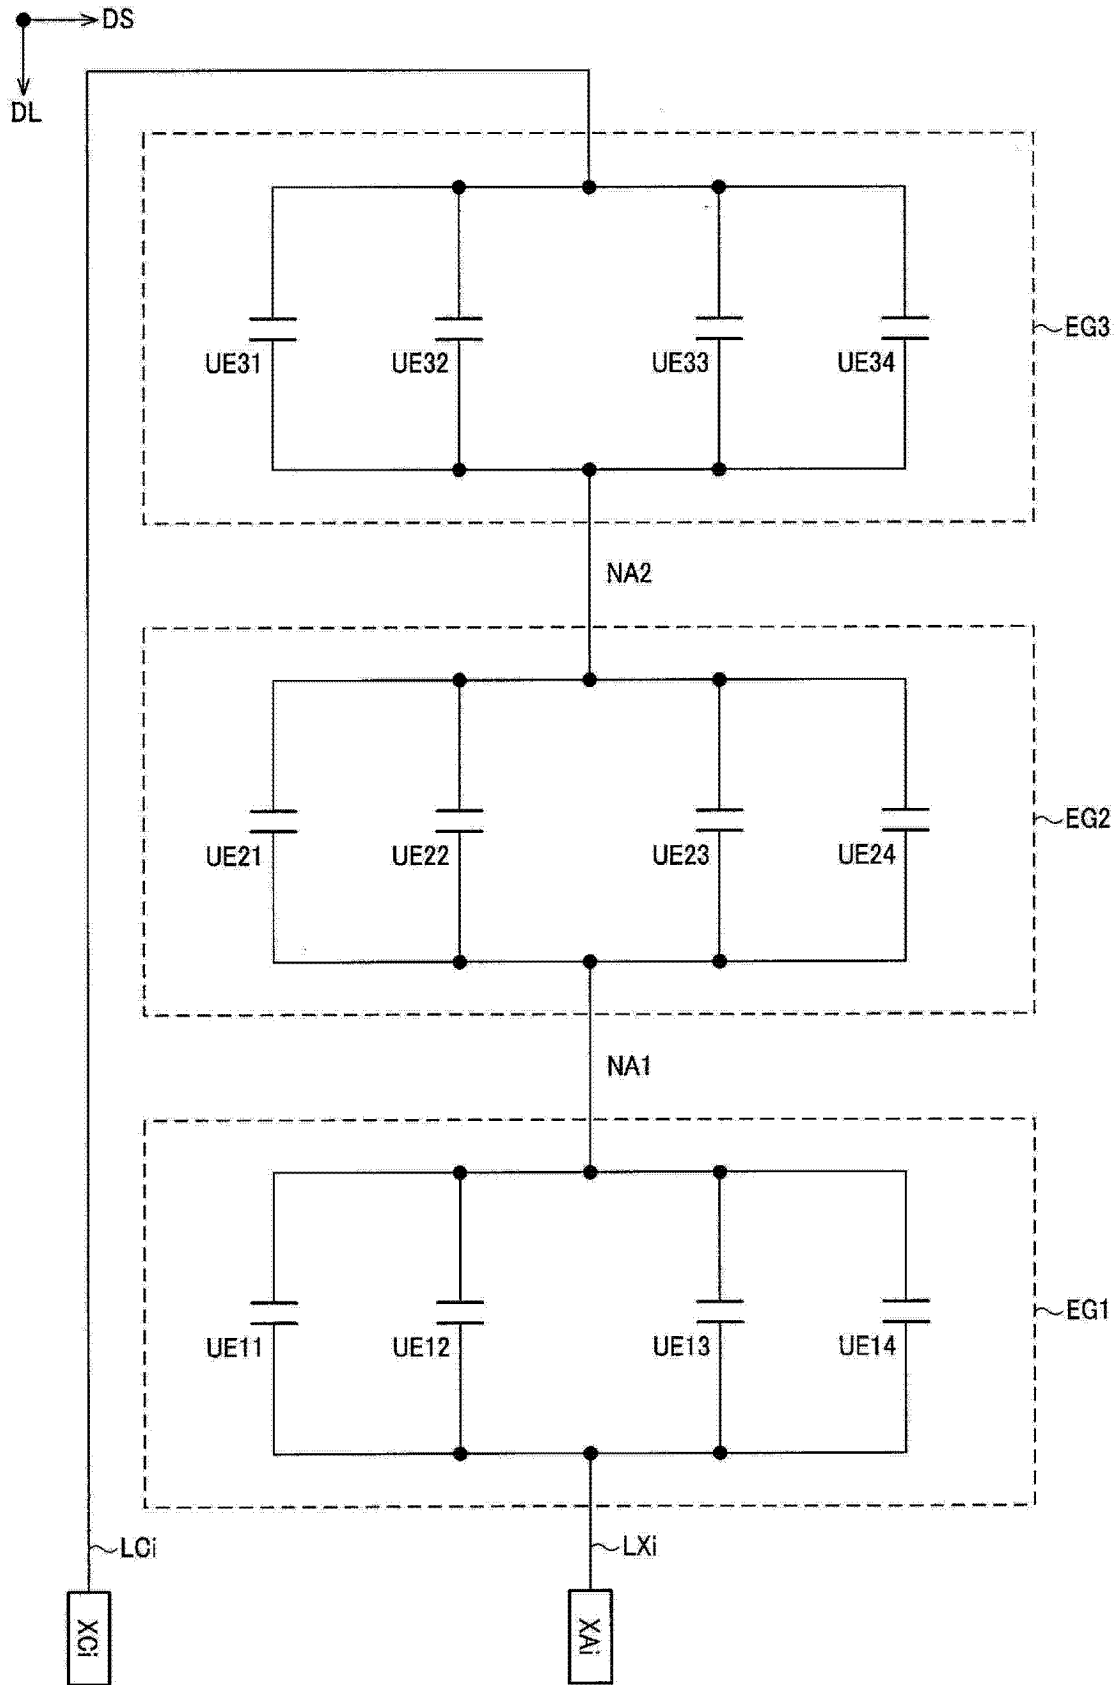 DS
DL
UE31 UE32 UE33 UE34
EG3
NA2
UE21 UE22 UE23 UE24
EG2
NA1
UE11 UE12 UE13 UE14
EG1
LCi LXi
XCi XAi